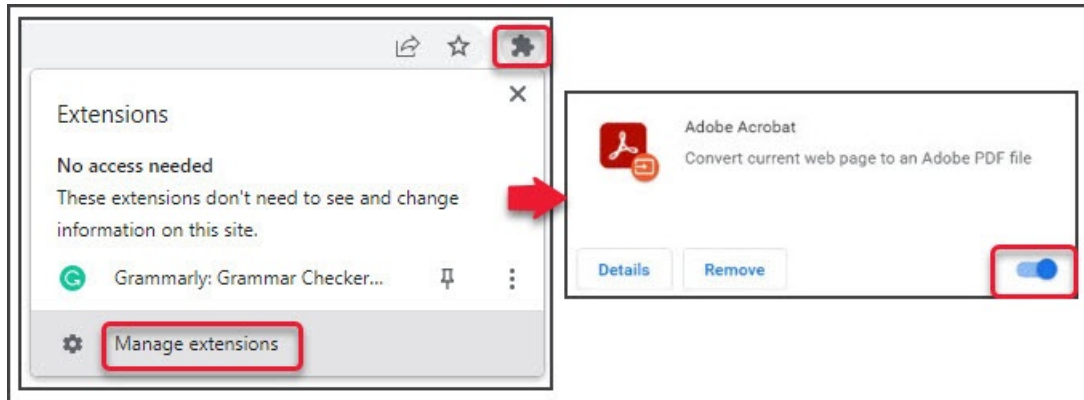 Extensions
No access needed
These extensions don't need to see and change
information on this site.
Grammarly: Grammar Checker...
Manage extensions
Adobe Acrobat
Convert current web page to an Adobe PDF file
Details
Remove